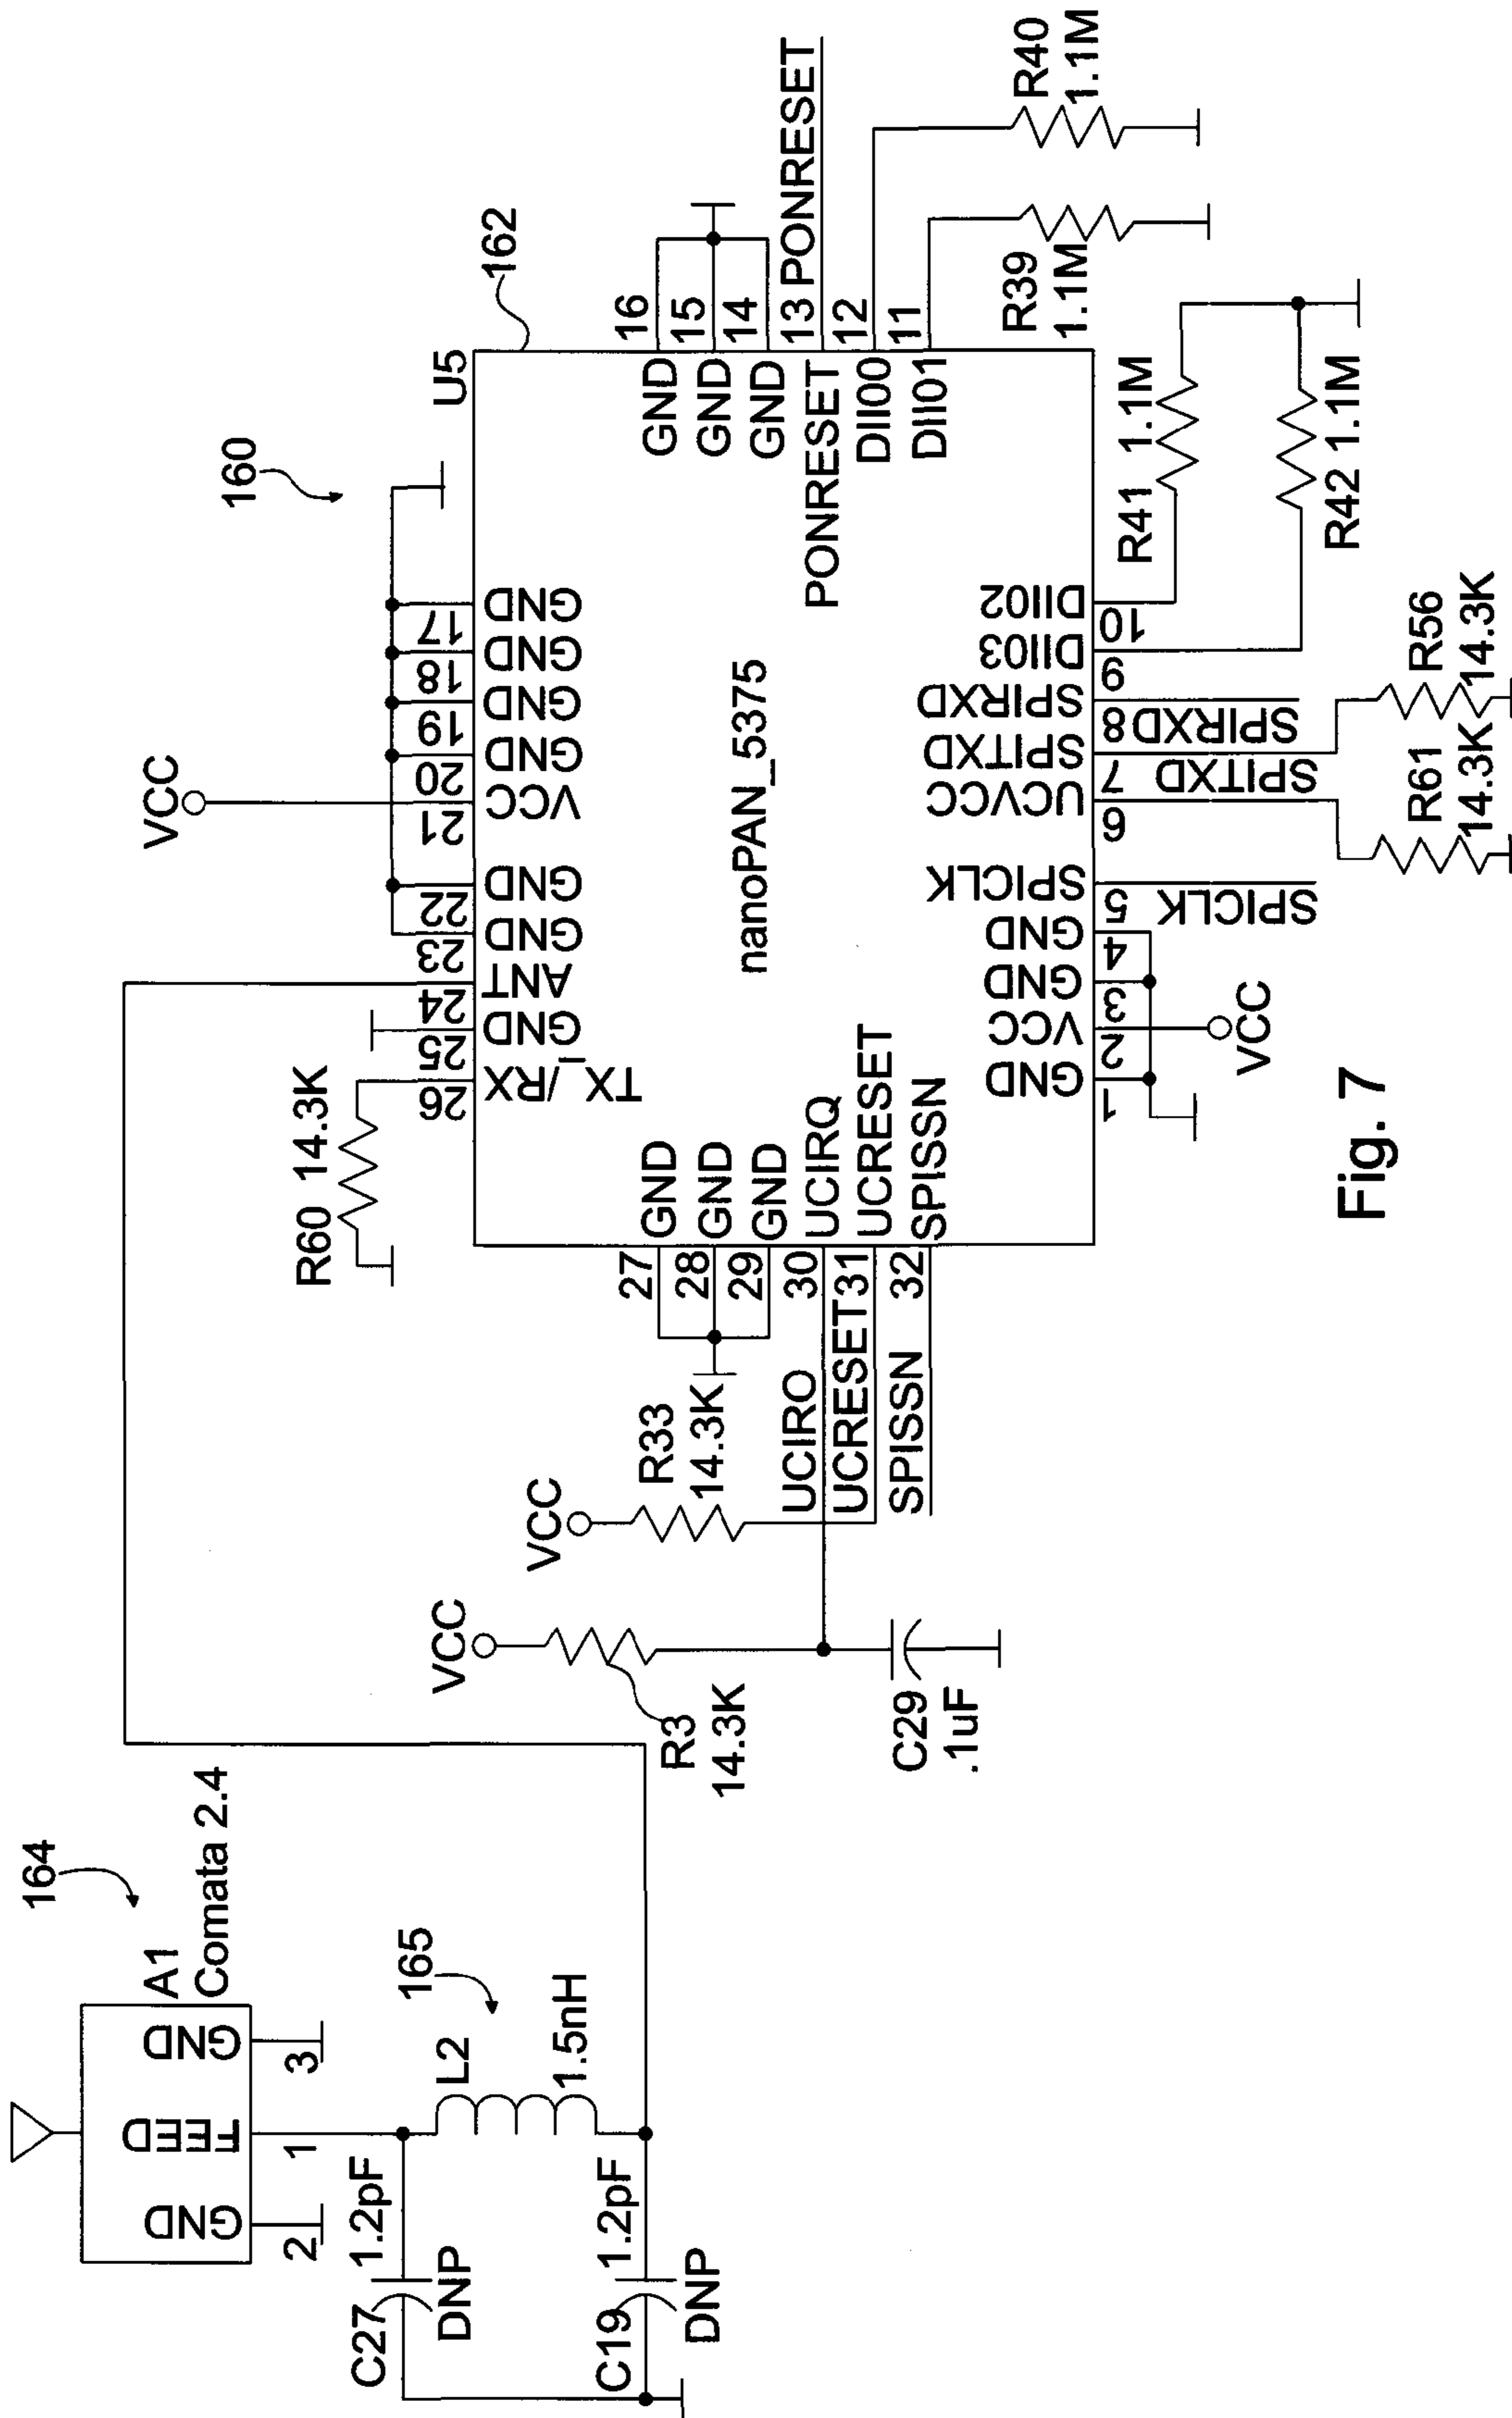 164
A1
Comata 2.4
GND
FEED
GND
2
1
3
C27
1.2pF
DNP
L2
165
1.5nH
C19
1.2pF
DNP
VCC
R3
14.3K
C29
.1uF
VCC
R33
14.3K
UCIRO
UCRESET
SPISSN
R60 14.3K
VCC
160
U5
162
nanoPAN_5375
26
25
24
23
22
21
20
19
18
17
TX_/RX
GND
ANT
GND
GND
VCC
GND
GND
GND
GND
27 GND
28 GND
29 GND
30 UCIRQ
31 UCRESET
32 SPISSN
GND 16
GND 15
GND 14
PONRESET 13 PONRESET
DII00 12
DII01 11
GND
VCC
GND
GND
SPICLK
UCVCC
SPITXD
SPIRXD
DII03
DII02
1
2
3
4
5
6
7
8
9
10
VCC
SPICLK
SPITXD
SPIRXD
R61
14.3K
R56
14.3K
R41 1.1M
R42 1.1M
R39
1.1M
R40
1.1M
Fig. 7